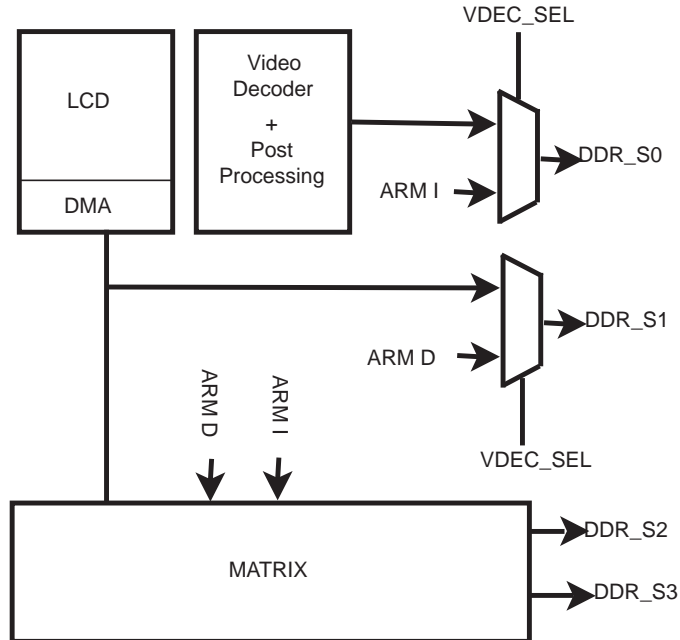 VDEC_SEL
LCD
DMA
Video
Decoder
+
Post
Processing
ARM I
DDR_S0
ARM D
DDR_S1
VDEC_SEL
ARM D
ARM I
MATRIX
DDR_S2
DDR_S3